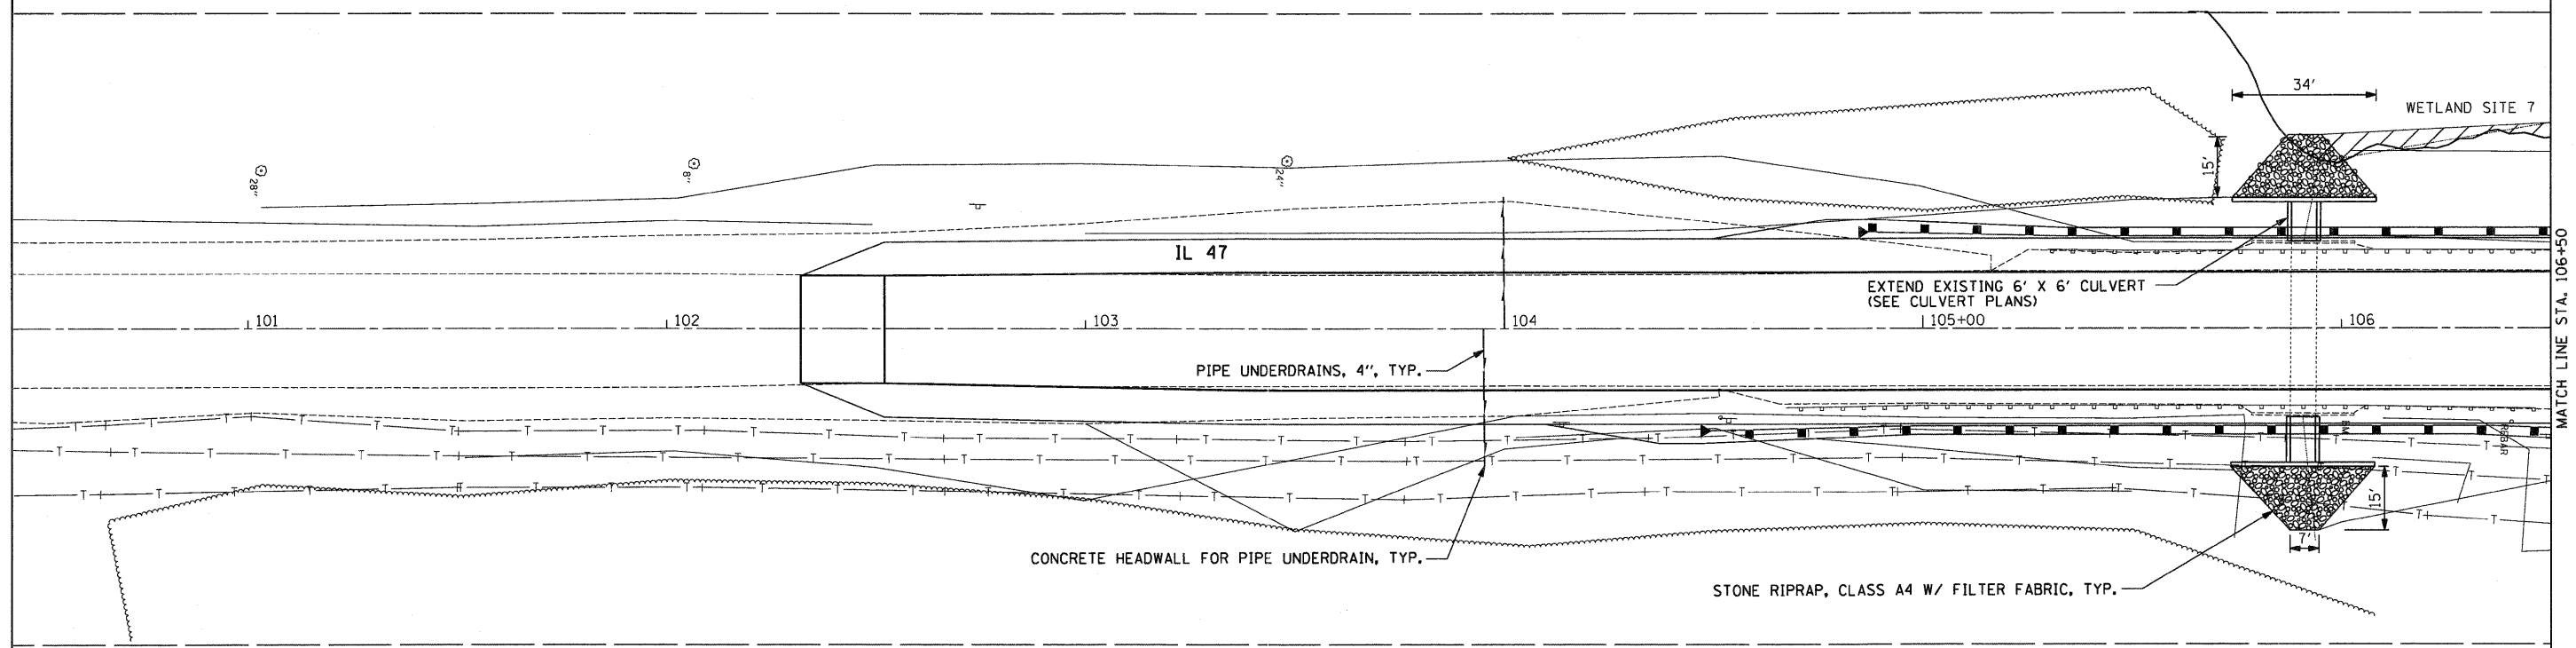 34'
WETLAND SITE 7
15'
28"
8"
24"
IL 47
EXTEND EXISTING 6' X 6' CULVERT
(SEE CULVERT PLANS)
101
102
103
104
105+00
106
MATCH LINE STA. 106+50
PIPE UNDERDRAINS, 4", TYP.
BM
REBAR
T T T T T T T T T T T T T T T T T T T T T T T T T T T
15'
7'
CONCRETE HEADWALL FOR PIPE UNDERDRAIN, TYP.
STONE RIPRAP, CLASS A4 W/ FILTER FABRIC, TYP.